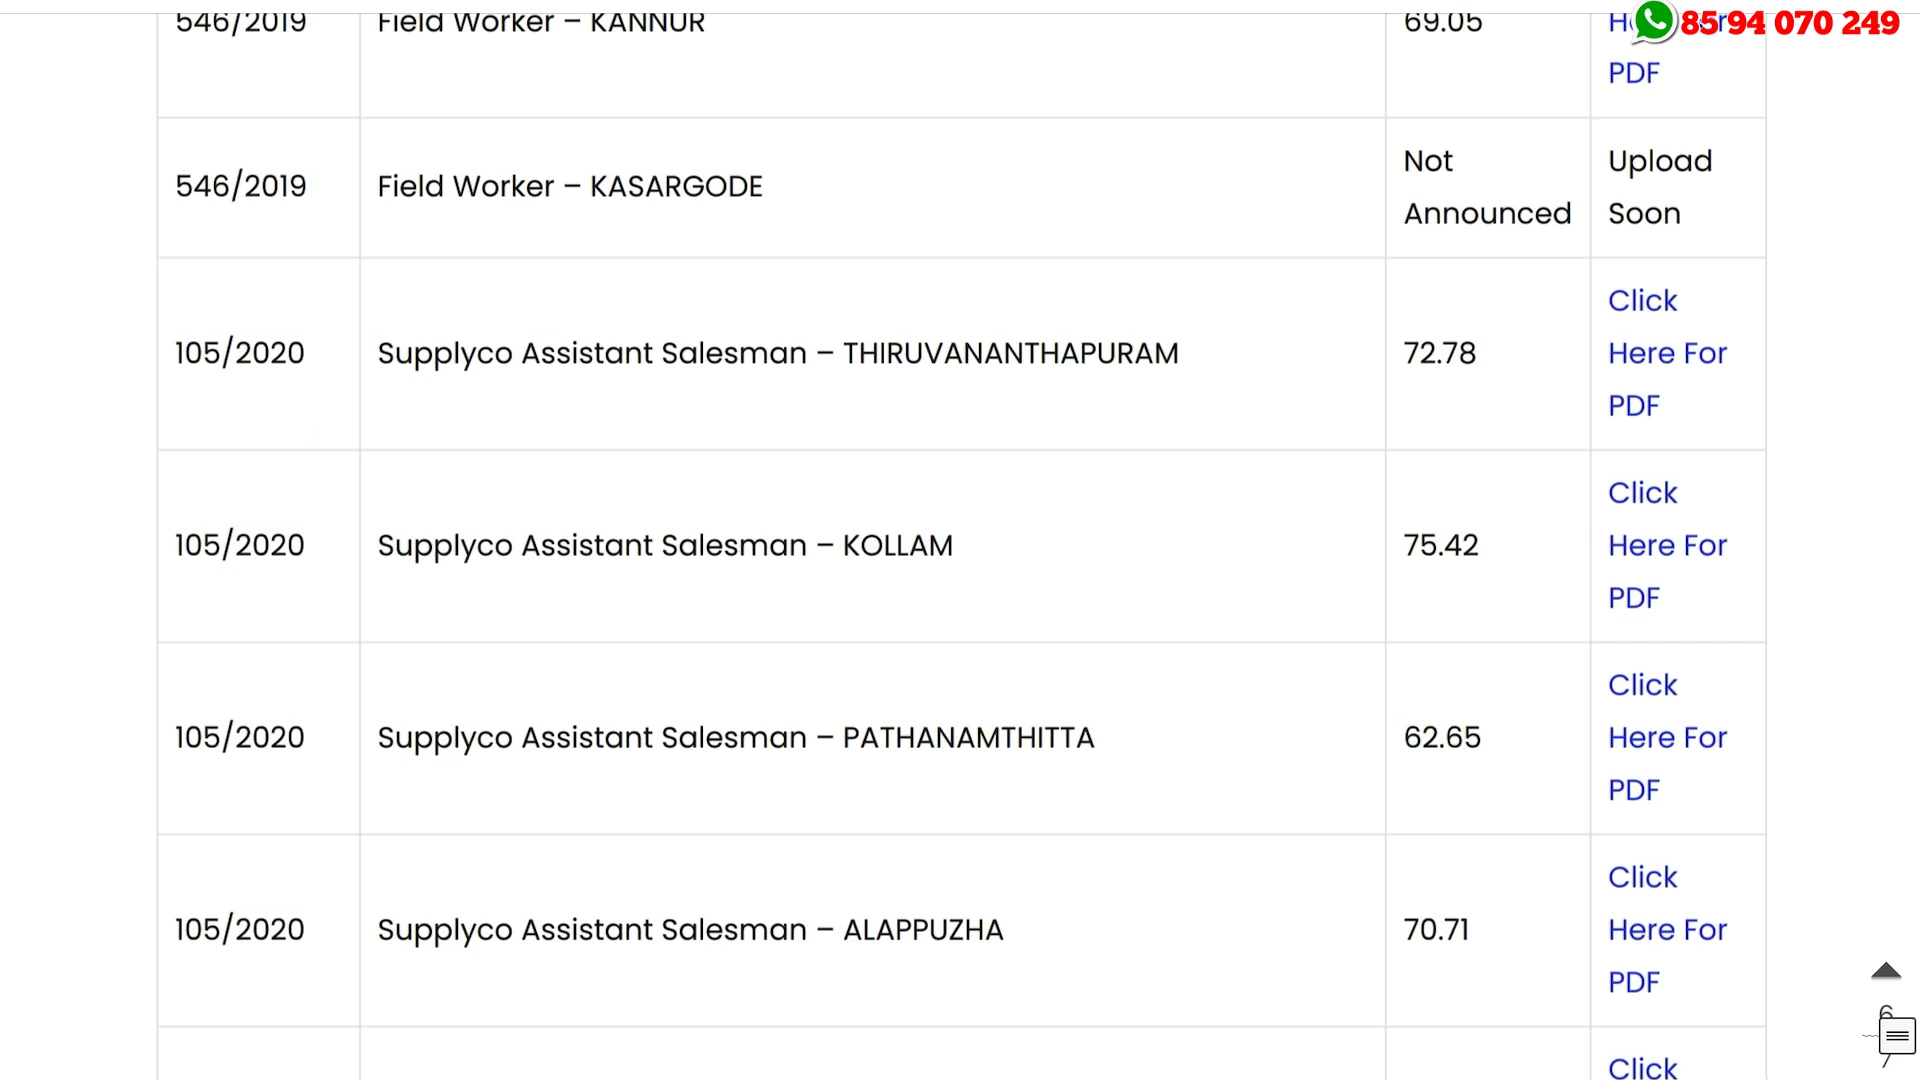 546/2019 Field Worker – KANNUR 69.05
85 94 070 249
PDF
546/2019 Field Worker – KASARGODE Not Announced Upload Soon
105/2020 Supplyco Assistant Salesman – THIRUVANANTHAPURAM 72.78 Click Here For PDF
105/2020 Supplyco Assistant Salesman – KOLLAM 75.42 Click Here For PDF
105/2020 Supplyco Assistant Salesman – PATHANAMTHITTA 62.65 Click Here For PDF
105/2020 Supplyco Assistant Salesman – ALAPPUZHA 70.71 Click Here For PDF
Click
6
7